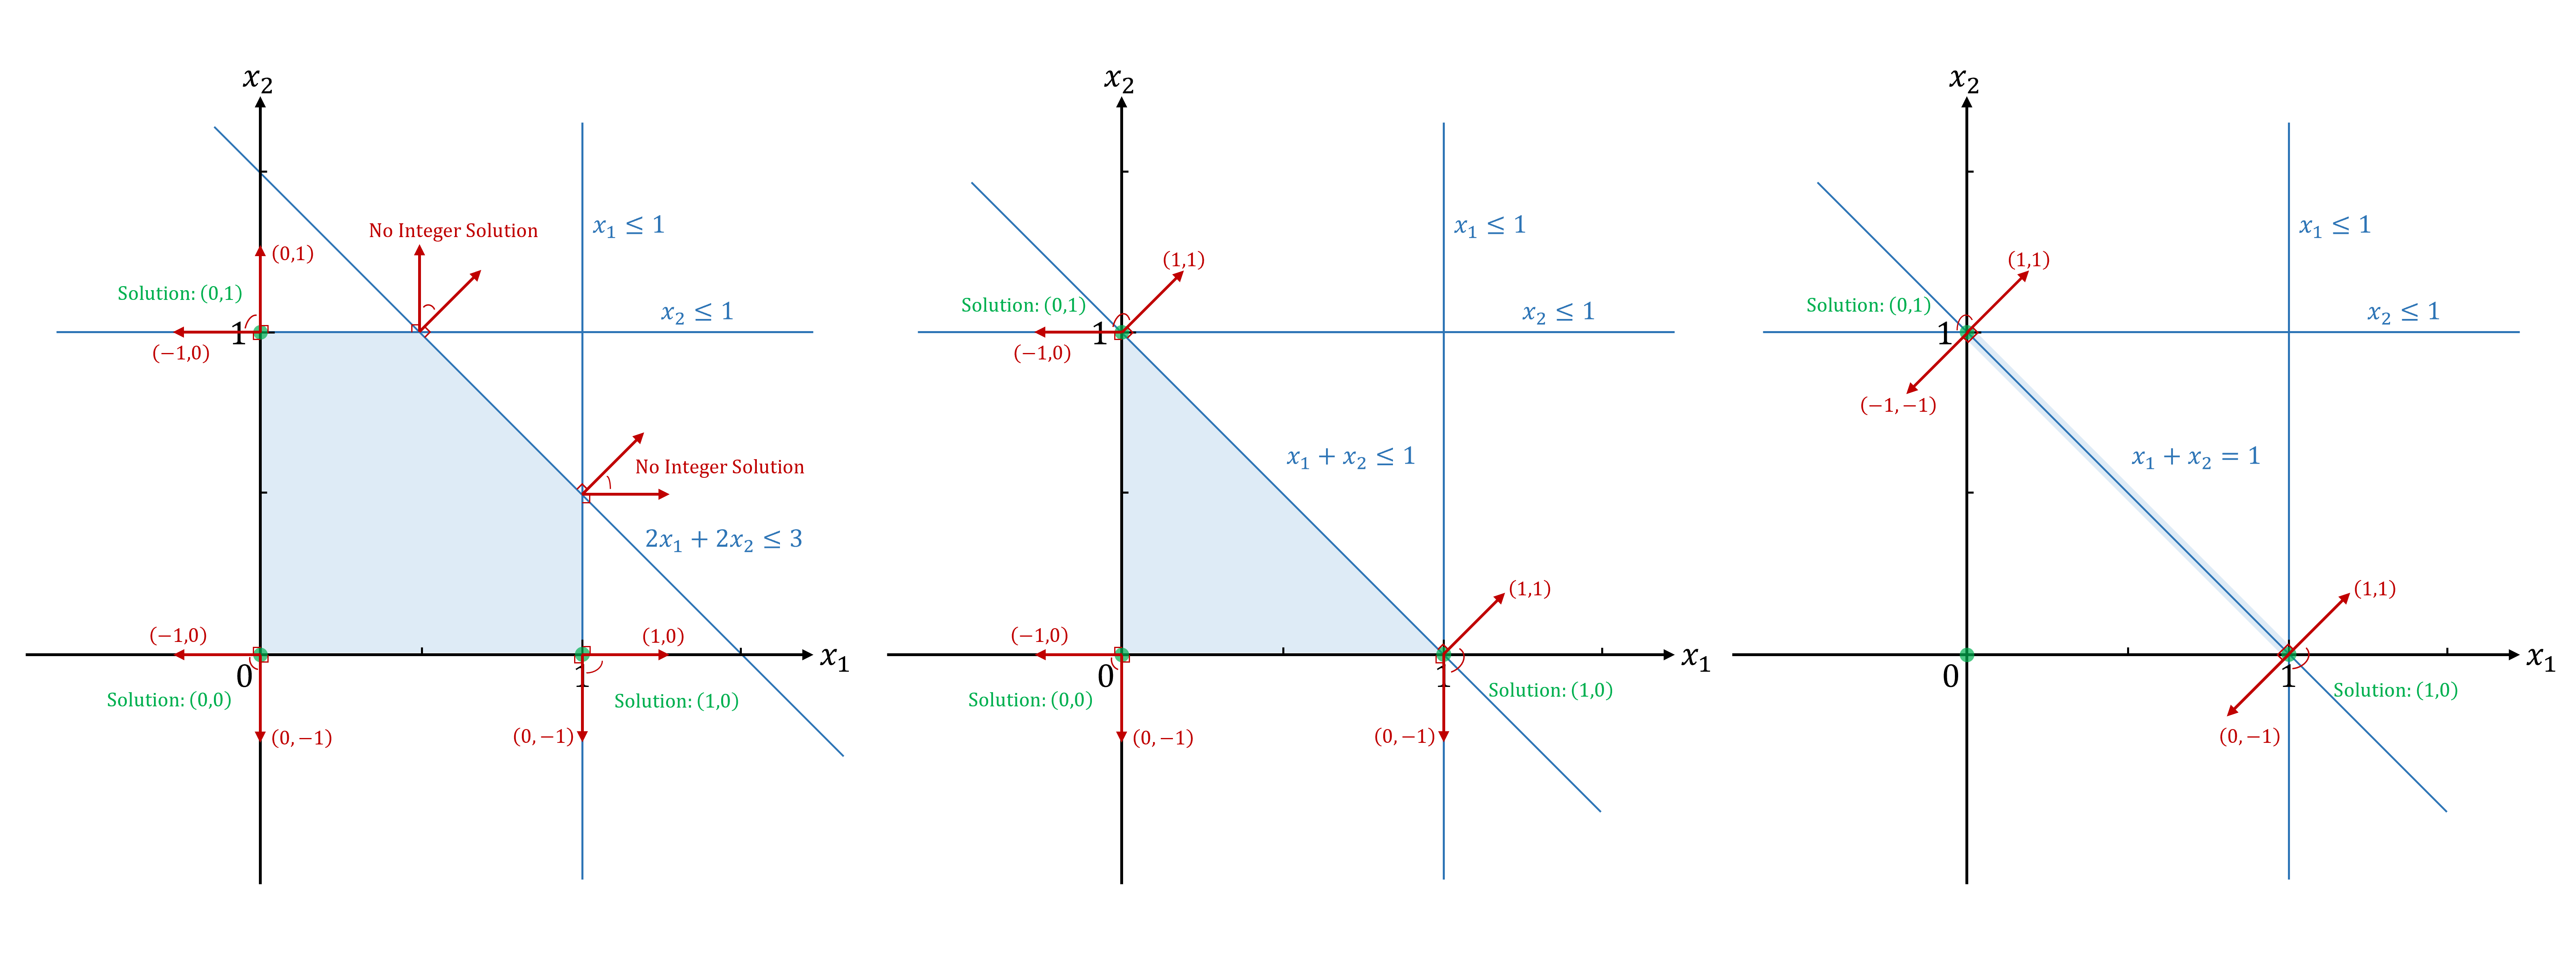 x₂
x₁ ≤ 1
No Integer Solution
(0,1)
Solution: (0,1)
x₂ ≤ 1
1
(−1,0)
No Integer Solution
2x₁ + 2x₂ ≤ 3
(−1,0)
(1,0)
x₁
0
1
Solution: (0,0)
Solution: (1,0)
(0,−1)
(0,−1)
x₂
x₁ ≤ 1
(1,1)
Solution: (0,1)
x₂ ≤ 1
1
(−1,0)
x₁ + x₂ ≤ 1
(1,1)
(−1,0)
x₁
0
1
Solution: (0,0)
Solution: (1,0)
(0,−1)
(0,−1)
x₂
x₁ ≤ 1
(1,1)
Solution: (0,1)
x₂ ≤ 1
1
(−1,−1)
x₁ + x₂ = 1
(1,1)
x₁
0
1
Solution: (1,0)
(0,−1)